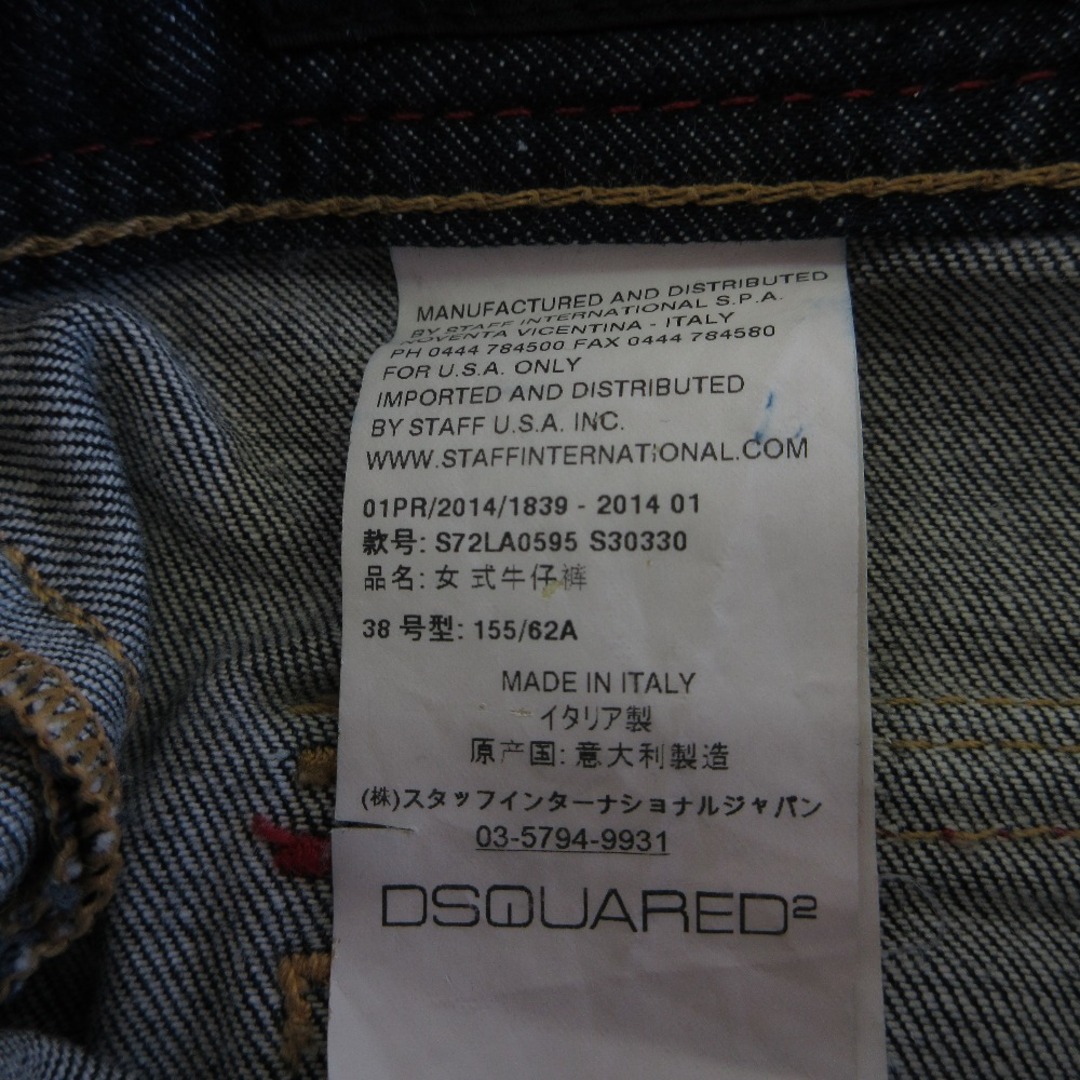 MANUFACTURED AND DISTRIBUTED
BY STAFF INTERNATIONAL S.P.A.
NOVENTA VICENTINA - ITALY
PH 0444 784500 FAX 0444 784580
FOR U.S.A. ONLY
IMPORTED AND DISTRIBUTED
BY STAFF U.S.A. INC.
WWW.STAFFINTERNATIONAL.COM
01PR/2014/1839 - 2014 01
款号: S72LA0595 S30330
品名: 女式牛仔裤
38 号型: 155/62A
MADE IN ITALY
イタリア製
原产国: 意大利製造
(株)スタッフインターナショナルジャパン
03-5794-9931
DSQUARED²